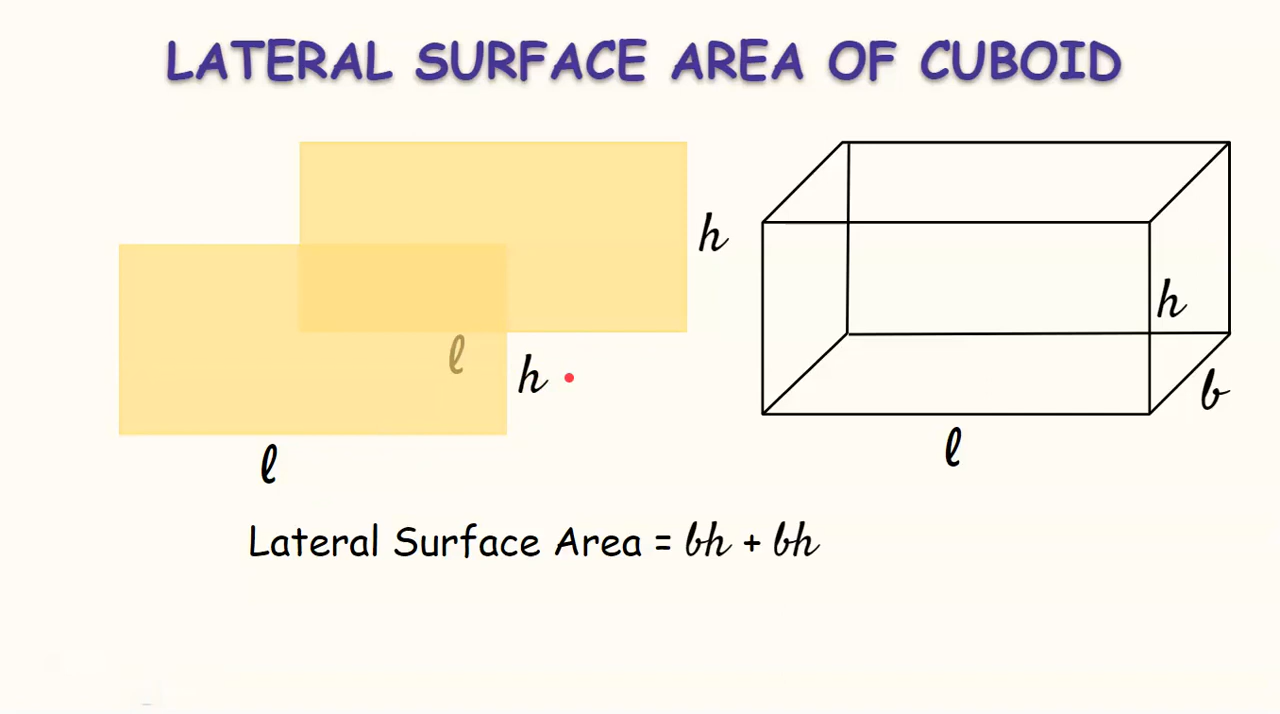 LATERAL SURFACE AREA OF CUBOID
h
h
ℓ
h
b
ℓ
ℓ
Lateral Surface Area = bh + bh